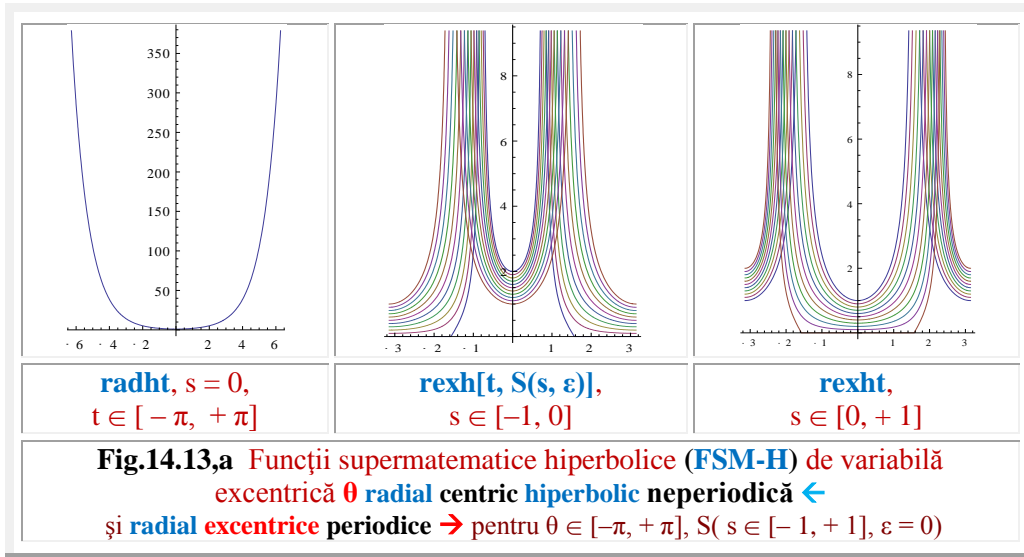 350
300
250
200
150
100
50
- 6 - 4 - 2 2 4 6
8
6
4
2
- 3 - 2 - 1 1 2 3
8
6
4
2
- 3 - 2 - 1 1 2 3
radht, s = 0,
t ∈ [ – π, + π]
rexh[t, S(s, ε)],
s ∈ [–1, 0]
rexht,
s ∈ [0, + 1]
Fig.14.13,a Funcţii supermatematice hiperbolice (FSM-H) de variabilă
excentrică θ radial centric hiperbolic neperiodică ←
şi radial excentrice periodice → pentru θ ∈ [–π, + π], S( s ∈ [– 1, + 1], ε = 0)